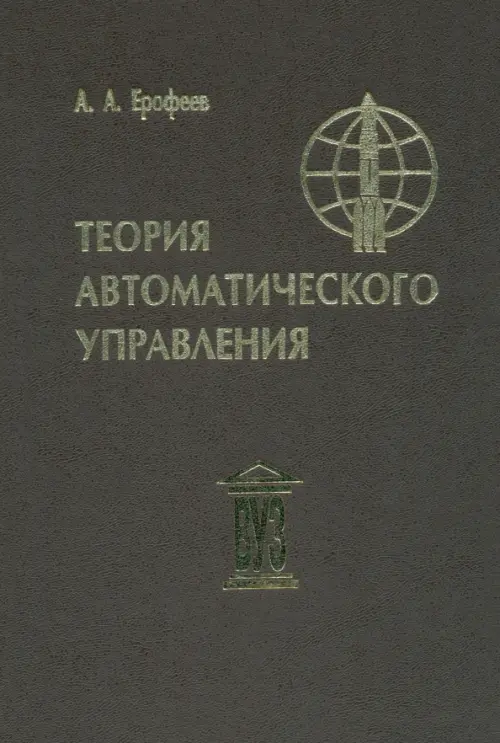 А. А. Ерофеев
ТЕОРИЯ
АВТОМАТИЧЕСКОГО
УПРАВЛЕНИЯ
ВУЗ